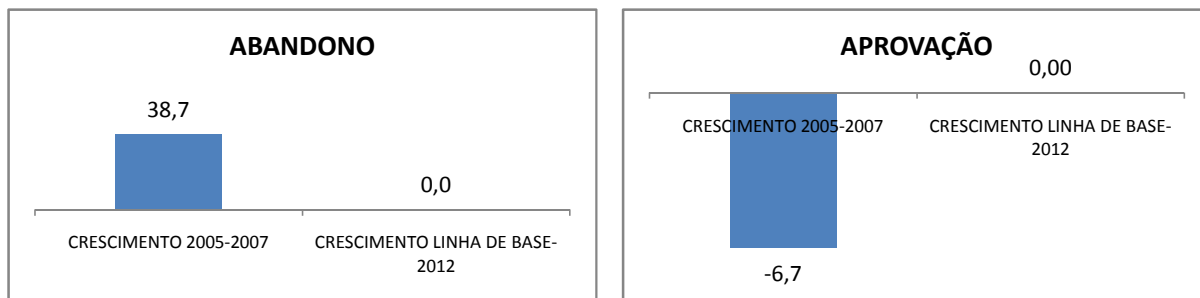 ABANDONO
38,7
0,0
CRESCIMENTO 2005-2007
CRESCIMENTO LINHA DE BASE-
2012
APROVAÇÃO
0,00
CRESCIMENTO 2005-2007
CRESCIMENTO LINHA DE BASE-
2012
-6,7